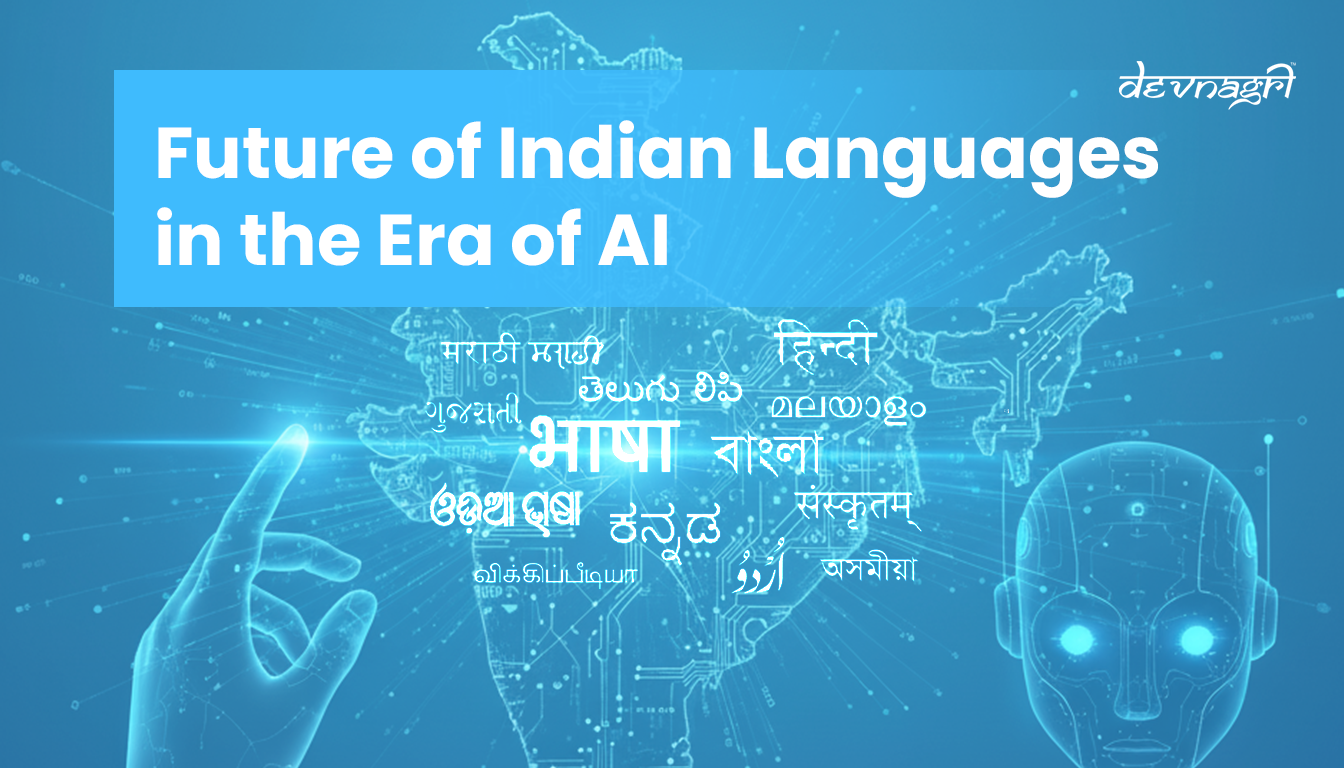 devnagri
Future of Indian Languages
in the Era of AI
मराठी
हिन्दी
తెలుగు లిపి
ગુજરાતી
മലയാളം
भाषा
বাংলা
ଓଡ଼ିଆ ଭାଷା
ಕನ್ನಡ
संस्कृतम्
விக்கிப்பீடியா
اُردُو
অসমীয়া